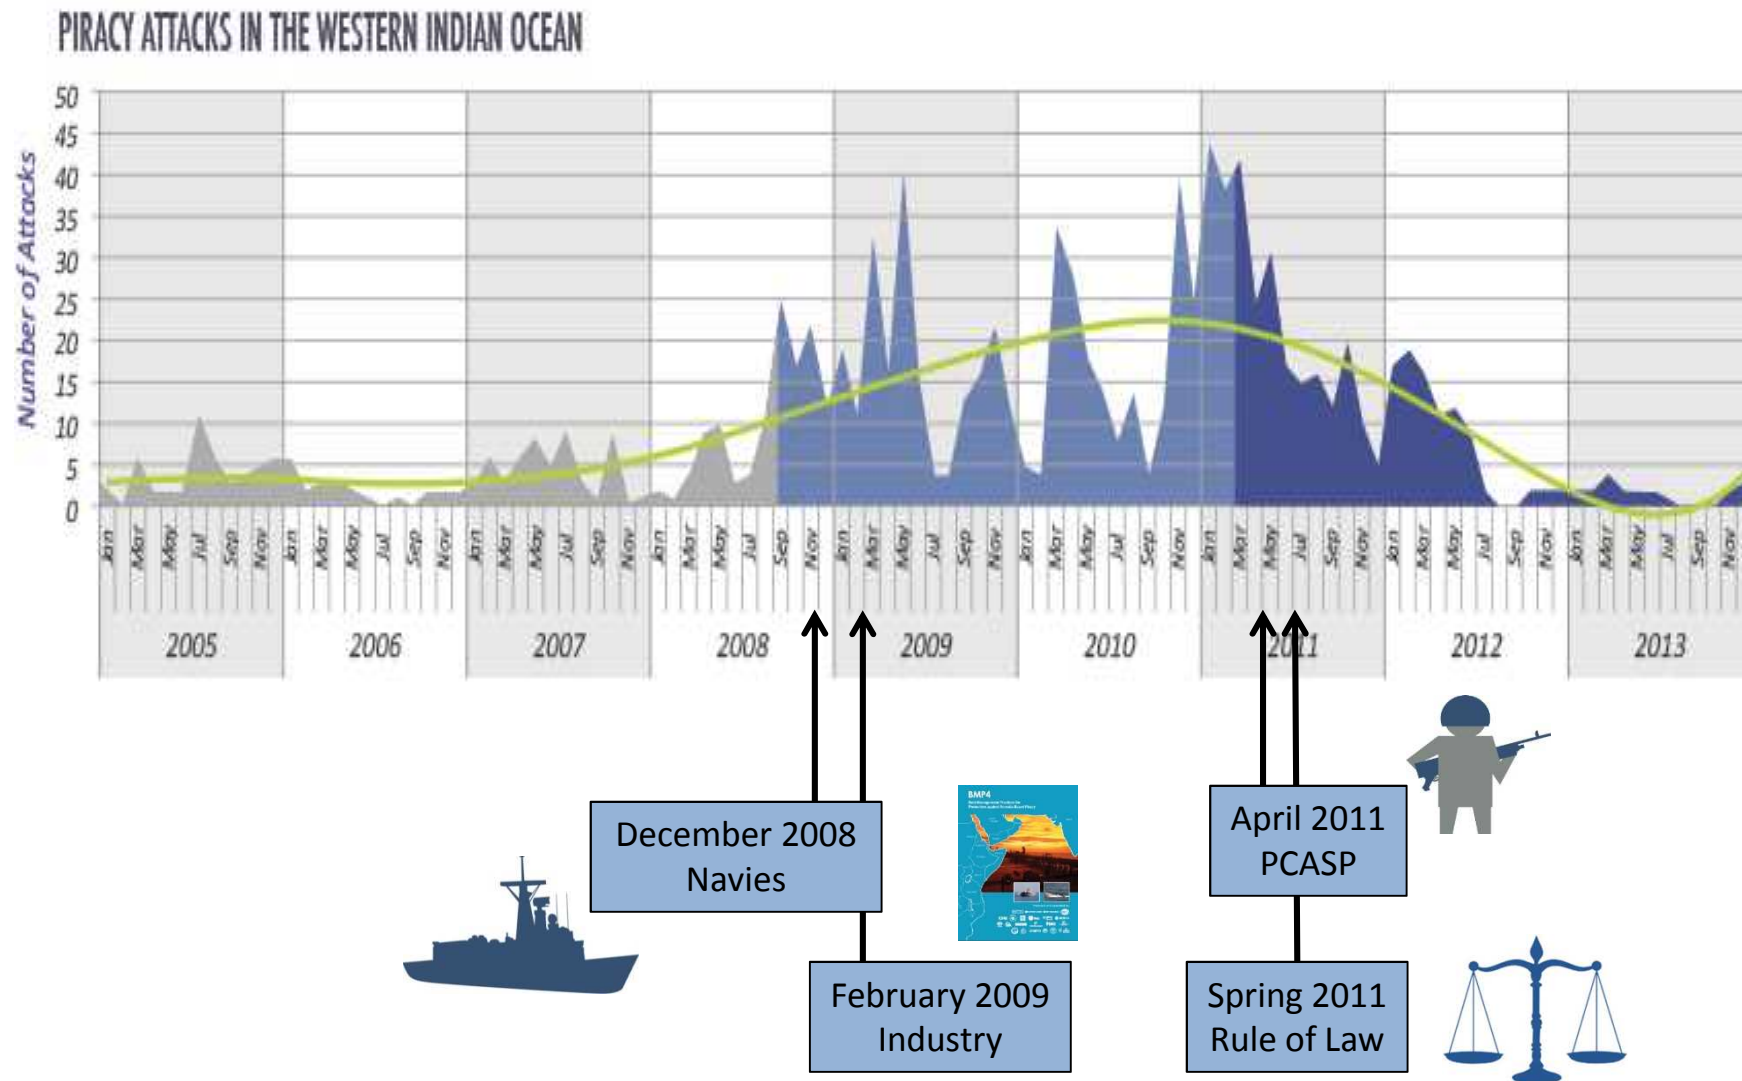 PIRACY ATTACKS IN THE WESTERN INDIAN OCEAN
Number of Attacks
50
45
40
35
30
25
20
15
10
5
0
Jan Mar May Jul Sep Nov Jan Mar May Jul Sep Nov Jan Mar May Jul Sep Nov Jan Mar May Jul Sep Nov Jan Mar May Jul Sep Nov Jan Mar May Jul Sep Nov Jan Mar May Jul Sep Nov Jan Mar May Jul Sep Nov Jan Mar May Jul Sep Nov
2005 2006 2007 2008 2009 2010 2011 2012 2013
December 2008
Navies
BMP4
April 2011
PCASP
February 2009
Industry
Spring 2011
Rule of Law